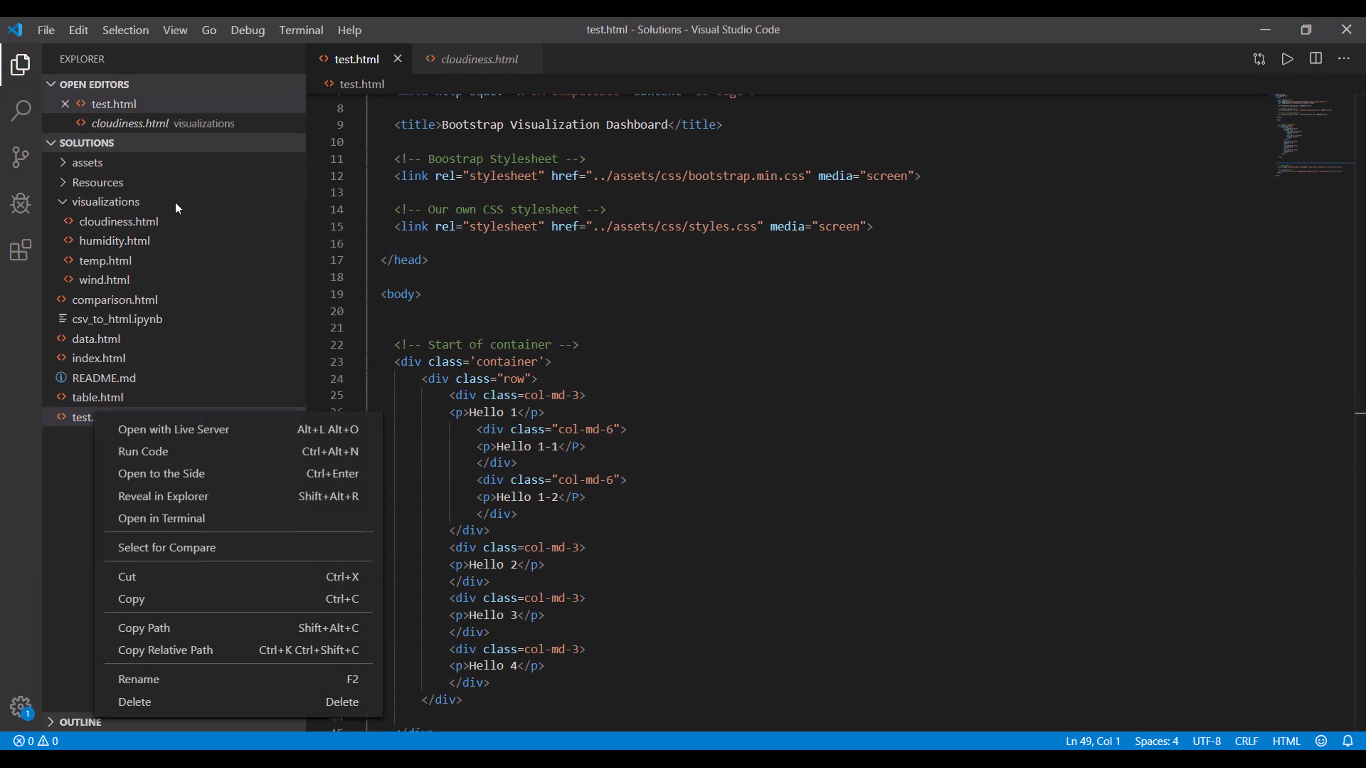 File Edit Selection View Go Debug Terminal Help
test.html - Solutions - Visual Studio Code
EXPLORER
OPEN EDITORS
test.html
cloudiness.html visualizations
SOLUTIONS
assets
Resources
visualizations
cloudiness.html
humidity.html
temp.html
wind.html
comparison.html
csv_to_html.ipynb
data.html
index.html
README.md
table.html
test.
Open with Live Server Alt+L Alt+O
Run Code Ctrl+Alt+N
Open to the Side Ctrl+Enter
Reveal in Explorer Shift+Alt+R
Open in Terminal
Select for Compare
Cut Ctrl+X
Copy Ctrl+C
Copy Path Shift+Alt+C
Copy Relative Path Ctrl+K Ctrl+Shift+C
Rename F2
Delete Delete
OUTLINE
test.html cloudiness.html
test.html
8
9 <title>Bootstrap Visualization Dashboard</title>
10
11 <!-- Boostrap Stylesheet -->
12 <link rel="stylesheet" href="../assets/css/bootstrap.min.css" media="screen">
13
14 <!-- Our own CSS stylesheet -->
15 <link rel="stylesheet" href="../assets/css/styles.css" media="screen">
16
17 </head>
18
19 <body>
20
21
22 <!-- Start of container -->
23 <div class='container'>
24 <div class="row">
25 <div class=col-md-3>
<p>Hello 1</p>
<div class="col-md-6">
<p>Hello 1-1</P>
</div>
<div class="col-md-6">
<p>Hello 1-2</P>
</div>
</div>
<div class=col-md-3>
<p>Hello 2</p>
</div>
<div class=col-md-3>
<p>Hello 3</p>
</div>
<div class=col-md-3>
<p>Hello 4</p>
</div>
</div>
0 0
1
Ln 49, Col 1 Spaces: 4 UTF-8 CRLF HTML